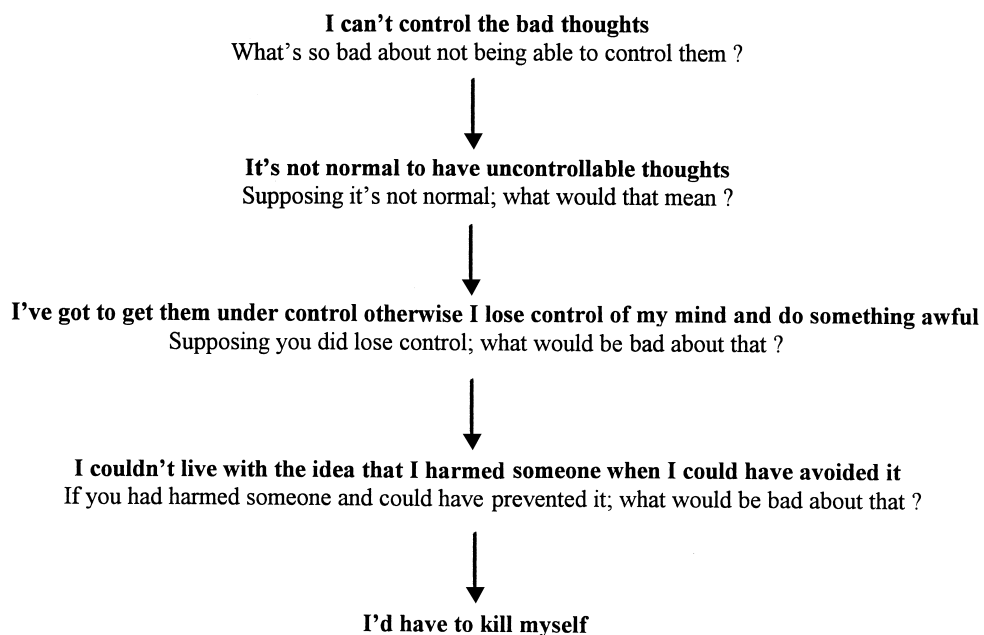 I can't control the bad thoughts
What's so bad about not being able to control them ?
It's not normal to have uncontrollable thoughts
Supposing it's not normal; what would that mean ?
I've got to get them under control otherwise I lose control of my mind and do something awful
Supposing you did lose control; what would be bad about that ?
I couldn't live with the idea that I harmed someone when I could have avoided it
If you had harmed someone and could have prevented it; what would be bad about that ?
I'd have to kill myself